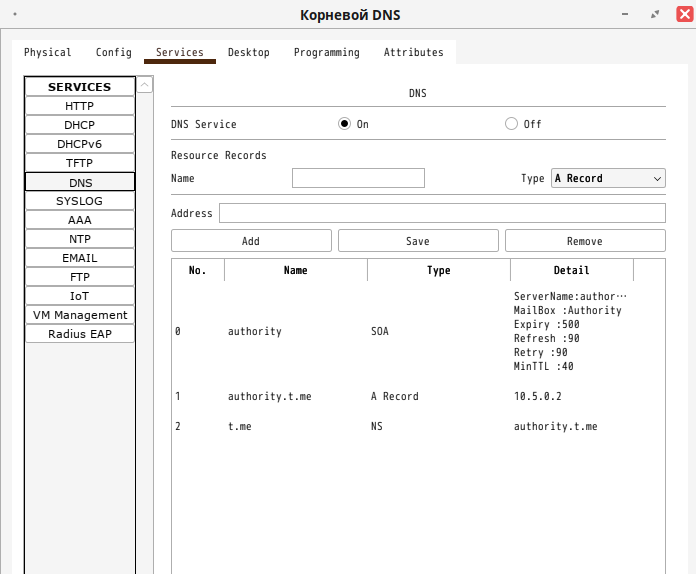 Корневой DNS
Physical Config Services Desktop Programming Attributes
SERVICES
HTTP
DHCP
DHCPv6
TFTP
DNS
SYSLOG
AAA
NTP
EMAIL
FTP
IoT
VM Management
Radius EAP
DNS
DNS Service On Off
Resource Records
Name Type A Record
Address
Add Save Remove
No. Name Type Detail
0 authority SOA
ServerName:author···
MailBox :Authority
Expiry :500
Refresh :90
Retry :90
MinTTL :40
1 authority.t.me A Record 10.5.0.2
2 t.me NS authority.t.me